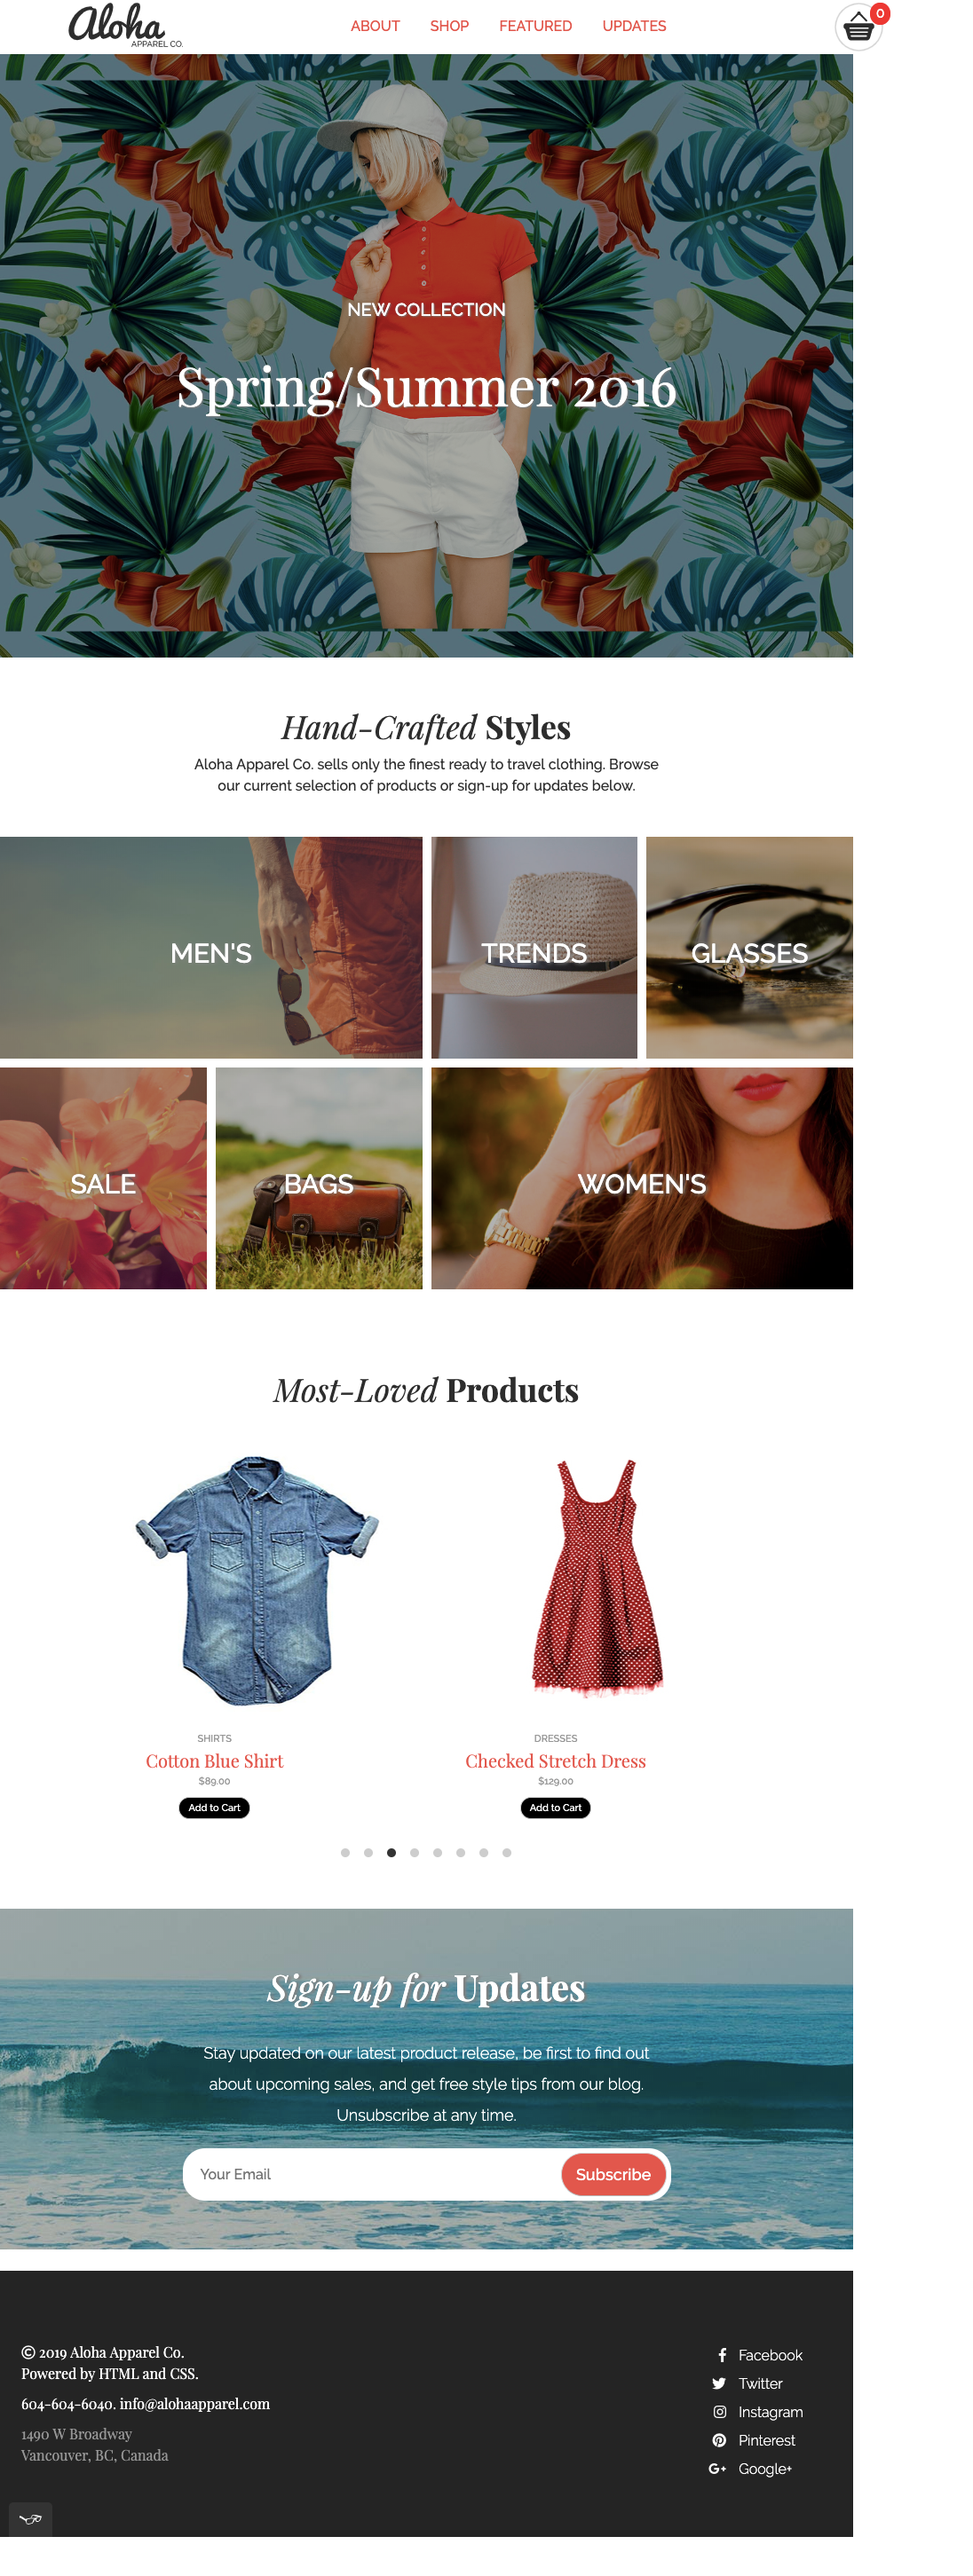 Aloha
APPAREL CO.
ABOUT SHOP FEATURED UPDATES
0
NEW COLLECTION
Spring/Summer 2016
Hand-Crafted Styles
Aloha Apparel Co. sells only the finest ready to travel clothing. Browse
our current selection of products or sign-up for updates below.
MEN'S
TRENDS
GLASSES
SALE
BAGS
WOMEN'S
Most-Loved Products
SHIRTS
Cotton Blue Shirt
$89.00
Add to Cart
DRESSES
Checked Stretch Dress
$129.00
Add to Cart
Sign-up for Updates
Stay updated on our latest product release, be first to find out
about upcoming sales, and get free style tips from our blog.
Unsubscribe at any time.
Your Email
Subscribe
© 2019 Aloha Apparel Co.
Powered by HTML and CSS.
604-604-6040. info@alohaapparel.com
1490 W Broadway
Vancouver, BC, Canada
Facebook
Twitter
Instagram
Pinterest
Google+